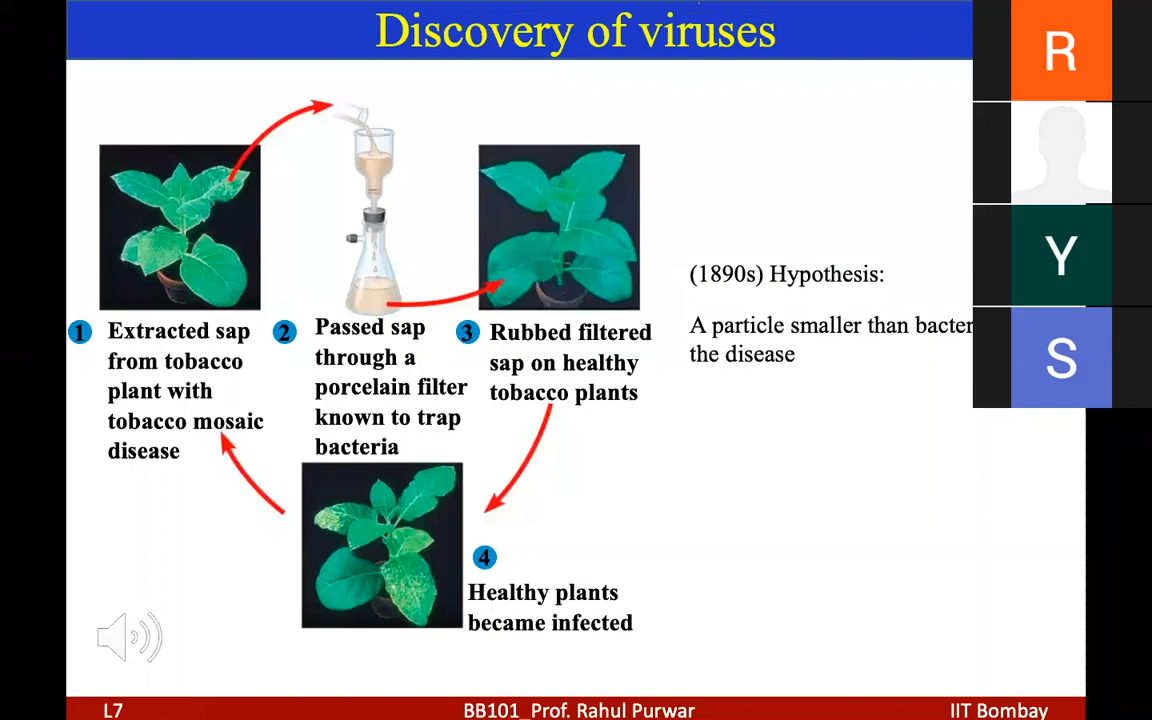 Discovery of viruses
R
Y
S
1 Extracted sap
from tobacco
plant with
tobacco mosaic
disease
2 Passed sap
through a
porcelain filter
known to trap
bacteria
3 Rubbed filtered
sap on healthy
tobacco plants
4
Healthy plants
became infected
(1890s) Hypothesis:
A particle smaller than bacter
the disease
L7
BB101_Prof. Rahul Purwar
IIT Bombay